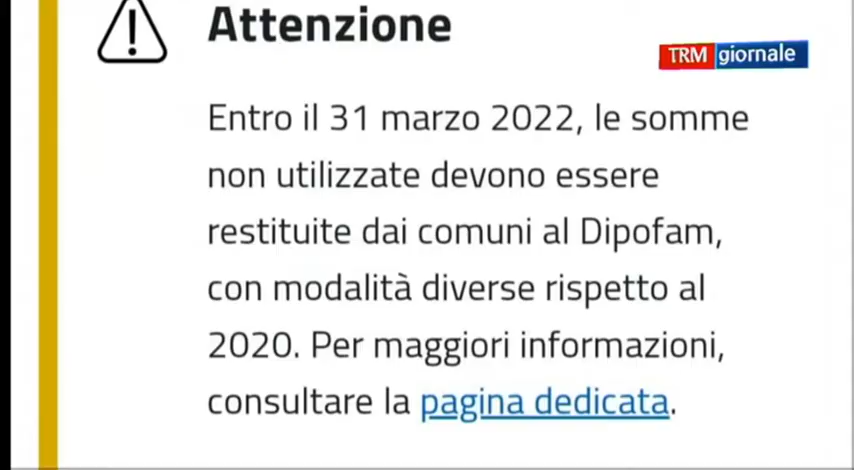 Attenzione
TRM giornale
Entro il 31 marzo 2022, le somme
non utilizzate devono essere
restituite dai comuni al Dipofam,
con modalità diverse rispetto al
2020. Per maggiori informazioni,
consultare la pagina dedicata.